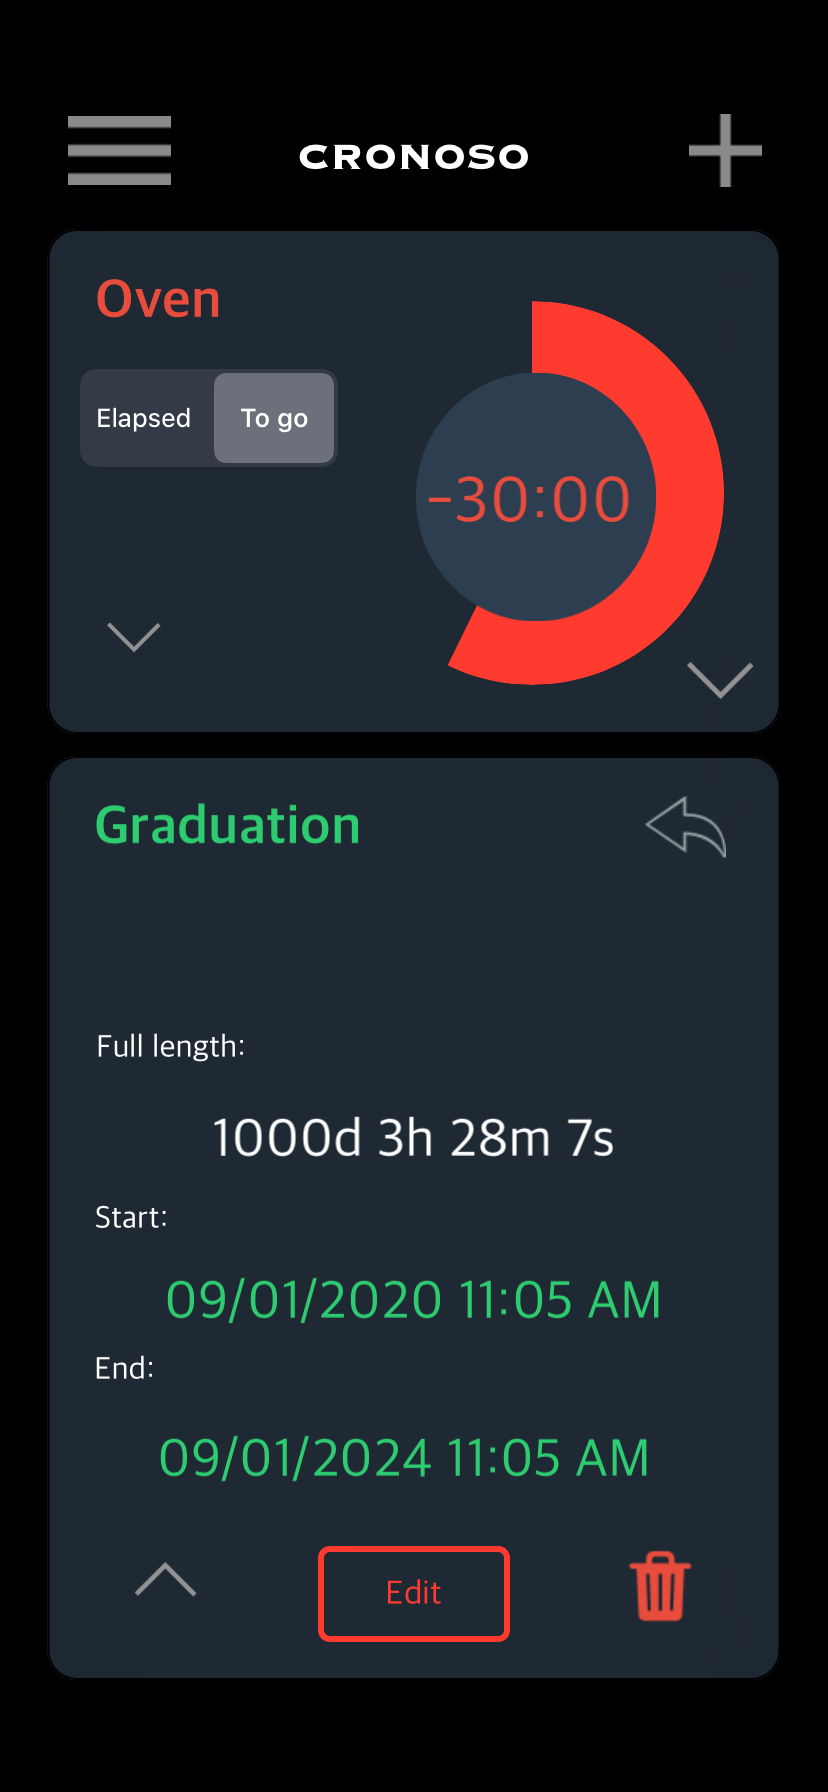 CRONOSO
Oven
Elapsed
To go
-30:00
Graduation
Full length:
1000d 3h 28m 7s
Start:
09/01/2020 11:05 AM
End:
09/01/2024 11:05 AM
Edit